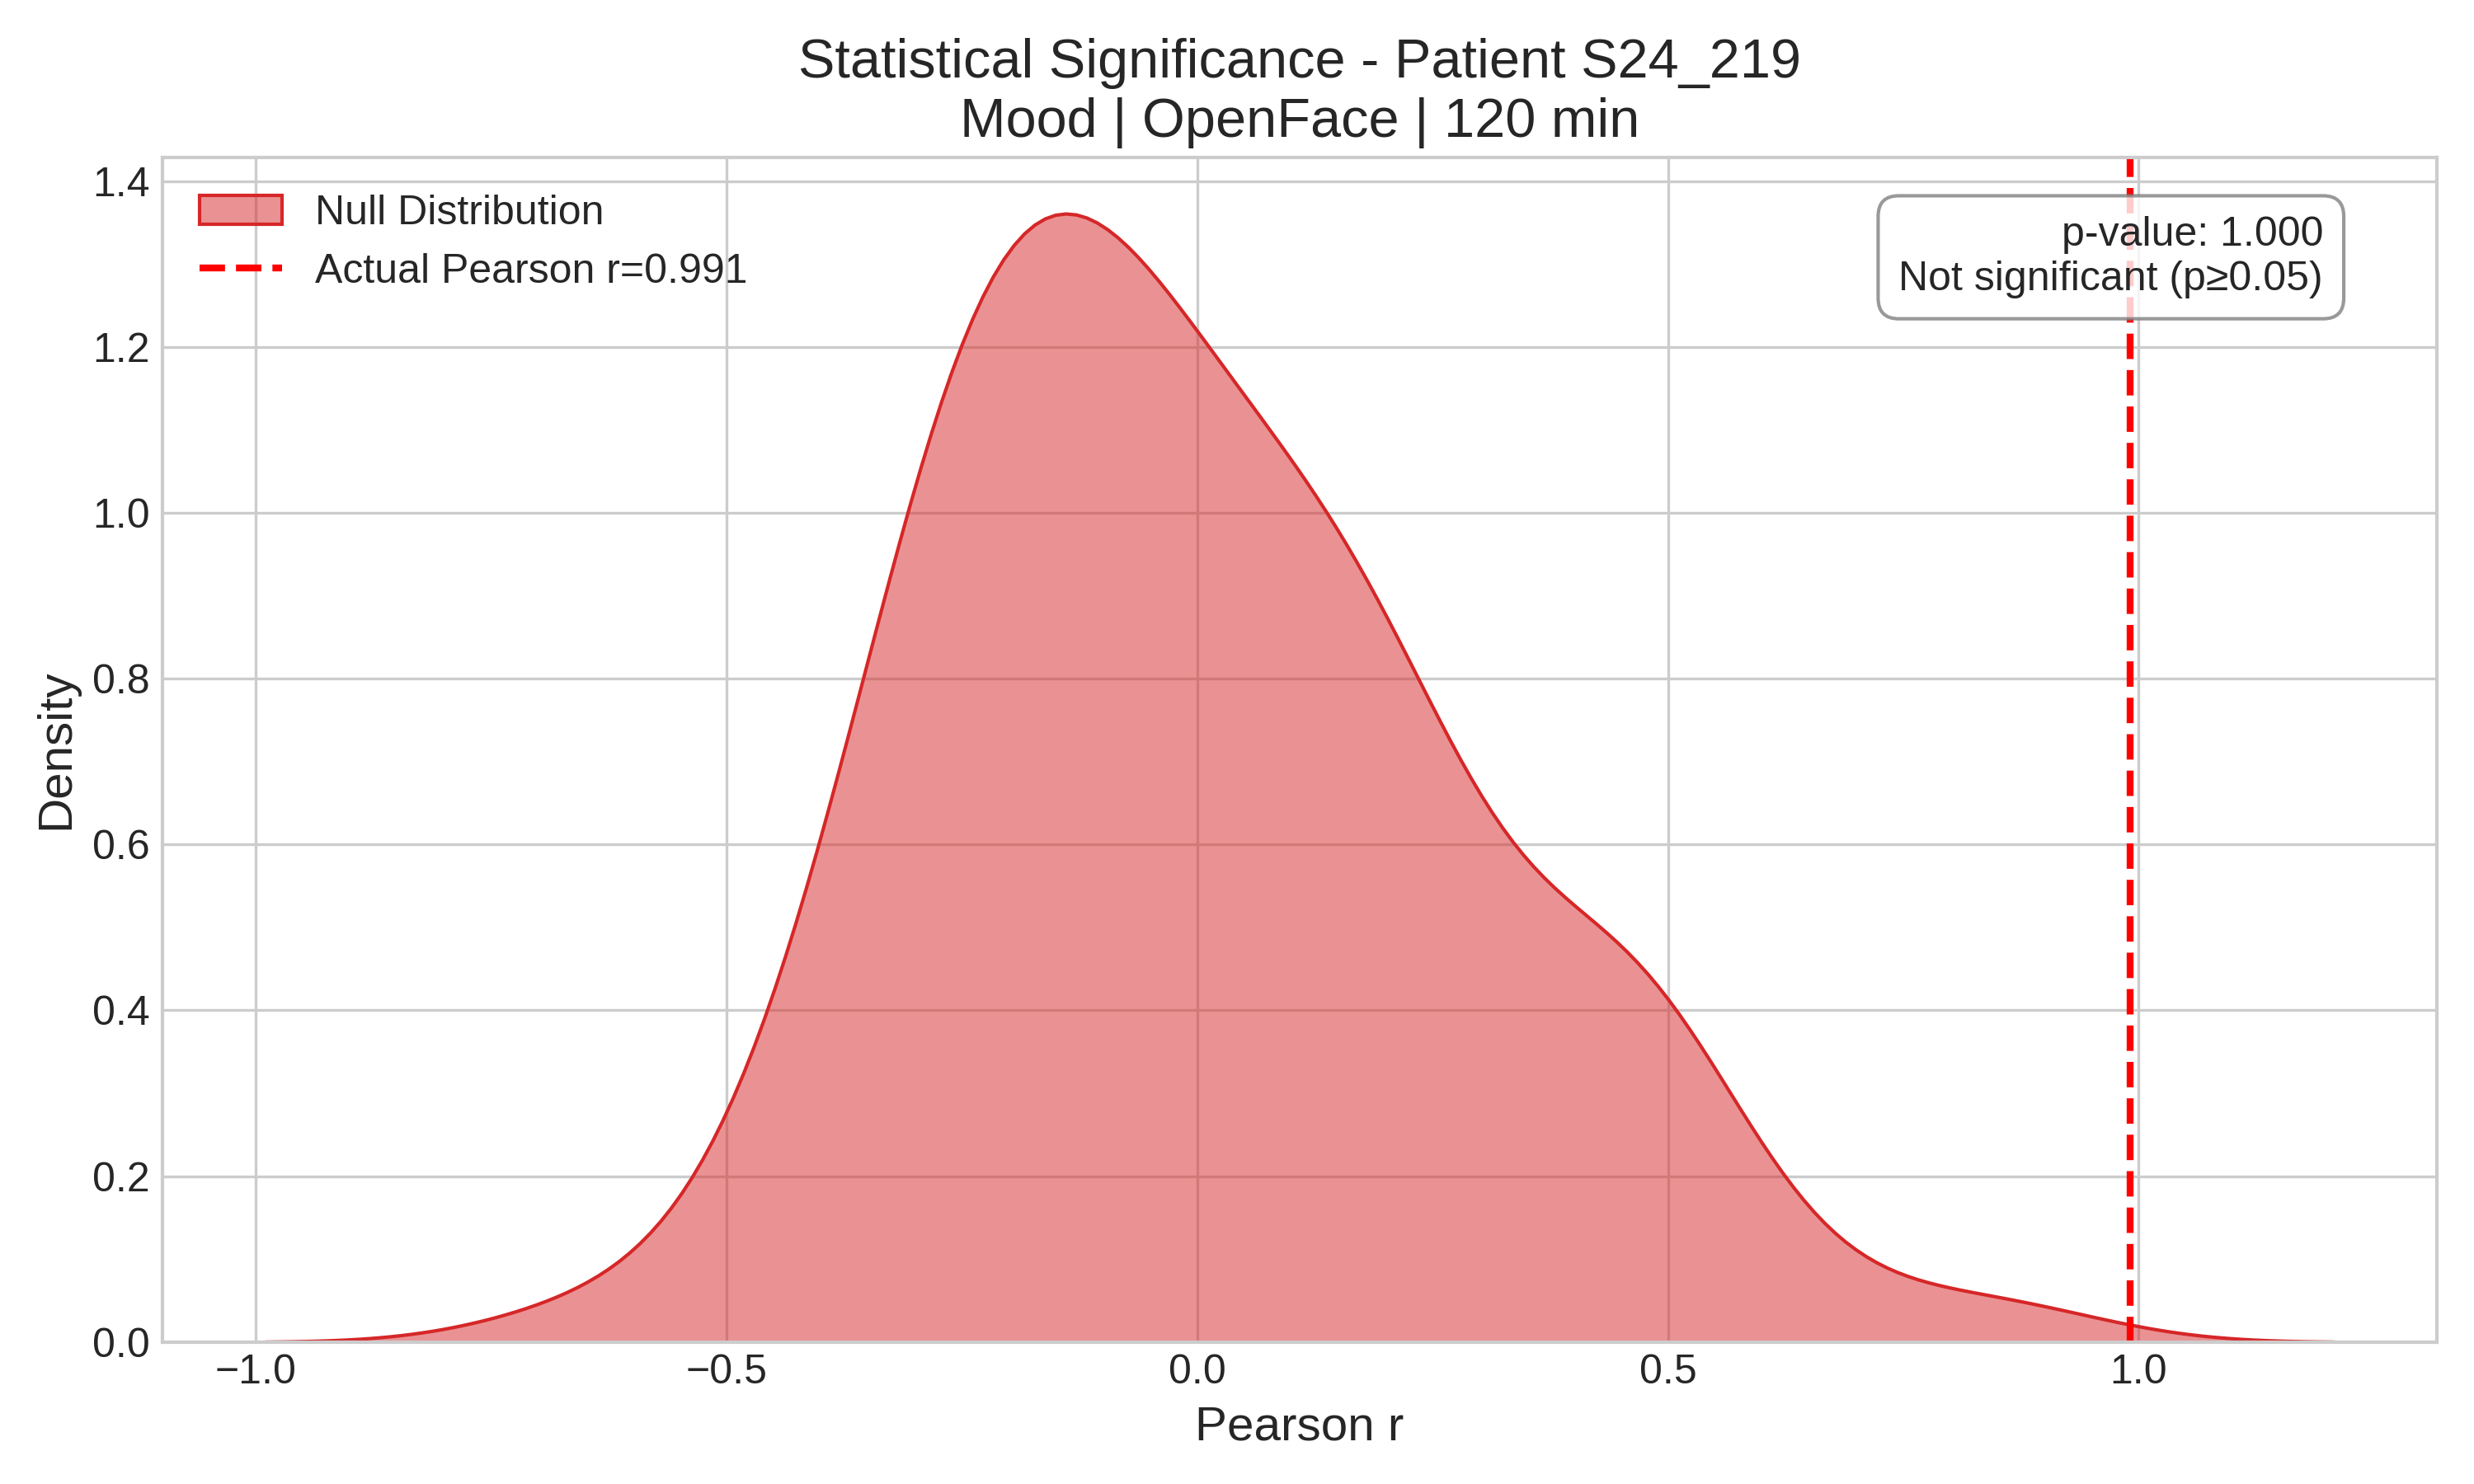 Statistical Significance - Patient S24_219
Mood | OpenFace | 120 min
Null Distribution
Actual Pearson r=0.991
p-value: 1.000
Not significant (p≥0.05)
Density
1.4
1.2
1.0
0.8
0.6
0.4
0.2
0.0
−1.0
−0.5
0.0
0.5
1.0
Pearson r